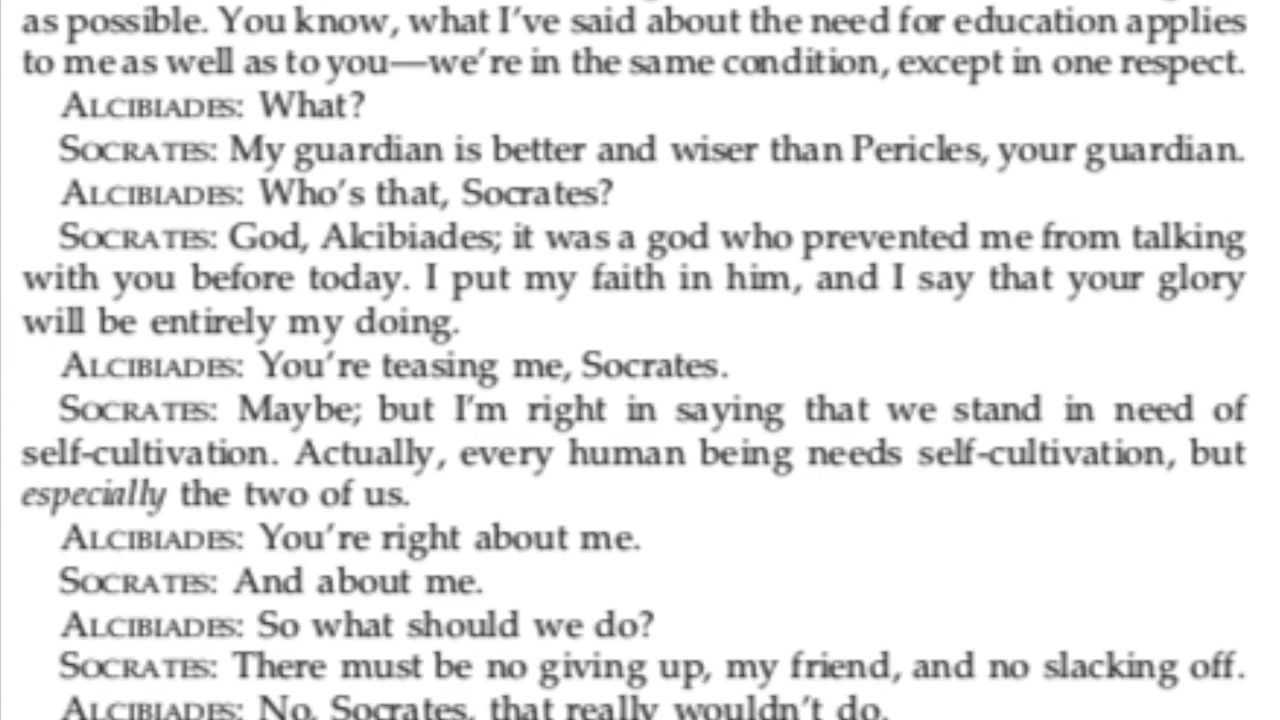 as possible. You know, what I've said about the need for education applies
to me as well as to you—we're in the same condition, except in one respect.
ALCIBIADES: What?
SOCRATES: My guardian is better and wiser than Pericles, your guardian.
ALCIBIADES: Who's that, Socrates?
SOCRATES: God, Alcibiades; it was a god who prevented me from talking
with you before today. I put my faith in him, and I say that your glory
will be entirely my doing.
ALCIBIADES: You're teasing me, Socrates.
SOCRATES: Maybe; but I'm right in saying that we stand in need of
self-cultivation. Actually, every human being needs self-cultivation, but
especially the two of us.
ALCIBIADES: You're right about me.
SOCRATES: And about me.
ALCIBIADES: So what should we do?
SOCRATES: There must be no giving up, my friend, and no slacking off.
ALCIBIADES: No, Socrates, that really wouldn't do.